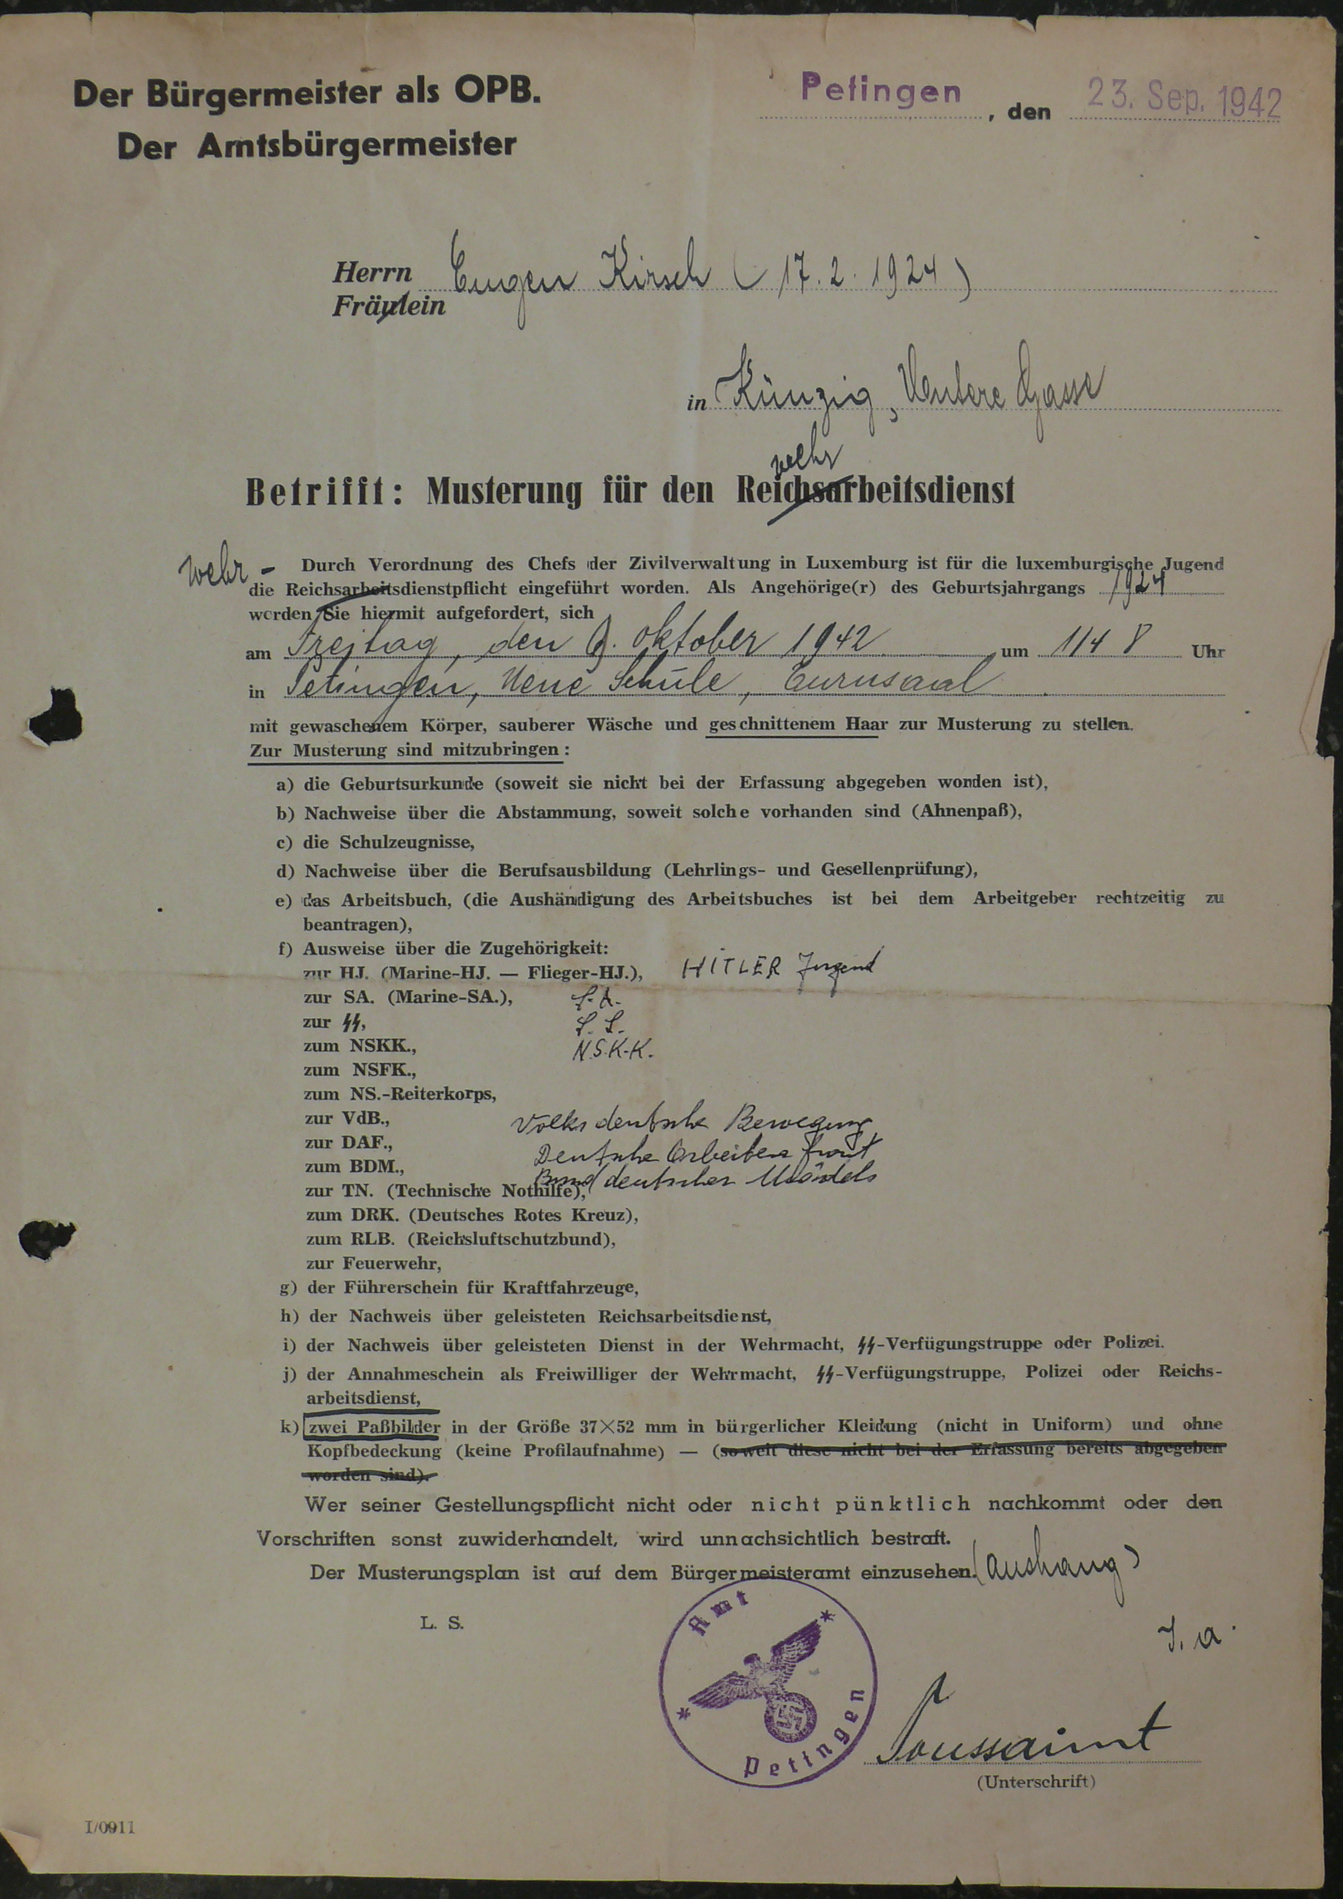 Der Bürgermeister als OPB.
Der Amtsbürgermeister
Petingen, den 23. Sep. 1942
Herrn Eugen Kirsch (17.2.1924)
Fräulein
in Künzig, Untere Gasse
wehr
Betrifft: Musterung für den Reichsarbeitsdienst
wehr - Durch Verordnung des Chefs der Zivilverwaltung in Luxemburg ist für die luxemburgische Jugend
die Reichsarbeitsdienstpflicht eingeführt worden. Als Angehörige(r) des Geburtsjahrgangs 1924
werden Sie hiermit aufgefordert, sich
am Freitag, den 9. Oktober 1942 um 8 Uhr
in Petingen, Neue Schule, Turnsaal
mit gewaschenem Körper, sauberer Wäsche und geschnittenem Haar zur Musterung zu stellen.
Zur Musterung sind mitzubringen:
a) die Geburtsurkunde (soweit sie nicht bei der Erfassung abgegeben worden ist),
b) Nachweise über die Abstammung, soweit solche vorhanden sind (Ahnenpaß),
c) die Schulzeugnisse,
d) Nachweise über die Berufsausbildung (Lehrlings- und Gesellenprüfung),
e) das Arbeitsbuch, (die Aushändigung des Arbeitsbuches ist bei dem Arbeitgeber rechtzeitig zu
beantragen),
f) Ausweise über die Zugehörigkeit:
zur HJ. (Marine-HJ. — Flieger-HJ.), HITLER Jugend
zur SA. (Marine-SA.), S.A.
zur SS, S.S.
zum NSKK., N.S.K.K.
zum NSFK.,
zum NS.-Reiterkorps,
zur VdB., Volksdeutsche Bewegung
zur DAF., Deutsche Arbeiter front
zum BDM., Bund deutscher Mädels
zur TN. (Technische Nothilfe),
zum DRK. (Deutsches Rotes Kreuz),
zum RLB. (Reichsluftschutzbund),
zur Feuerwehr,
g) der Führerschein für Kraftfahrzeuge,
h) der Nachweis über geleisteten Reichsarbeitsdienst,
i) der Nachweis über geleisteten Dienst in der Wehrmacht, SS-Verfügungstruppe oder Polizei.
j) der Annahmeschein als Freiwilliger der Wehrmacht, SS-Verfügungstruppe, Polizei oder Reichs-
arbeitsdienst,
k) zwei Paßbilder in der Größe 37×52 mm in bürgerlicher Kleidung (nicht in Uniform) und ohne
Kopfbedeckung (keine Profilaufnahme) — (soweit diese nicht bei der Erfassung bereits abgegeben
worden sind).
Wer seiner Gestellungspflicht nicht oder nicht pünktlich nachkommt oder den
Vorschriften sonst zuwiderhandelt, wird unnachsichtlich bestraft.
Der Musterungsplan ist auf dem Bürgermeisteramt einzusehen. (Aushang)
L. S.
J. a.
Amt
Petingen
Toussaint
(Unterschrift)
I/0911